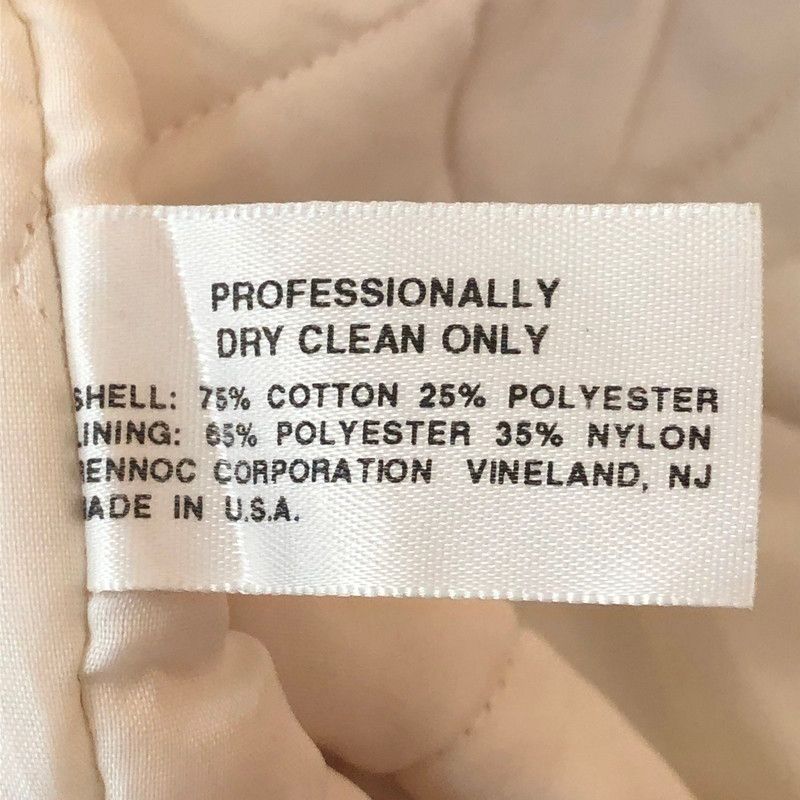 PROFESSIONALLY
DRY CLEAN ONLY
SHELL: 75% COTTON 25% POLYESTER
LINING: 65% POLYESTER 35% NYLON
CORPORATION VINELAND, NJ
MADE IN U.S.A.